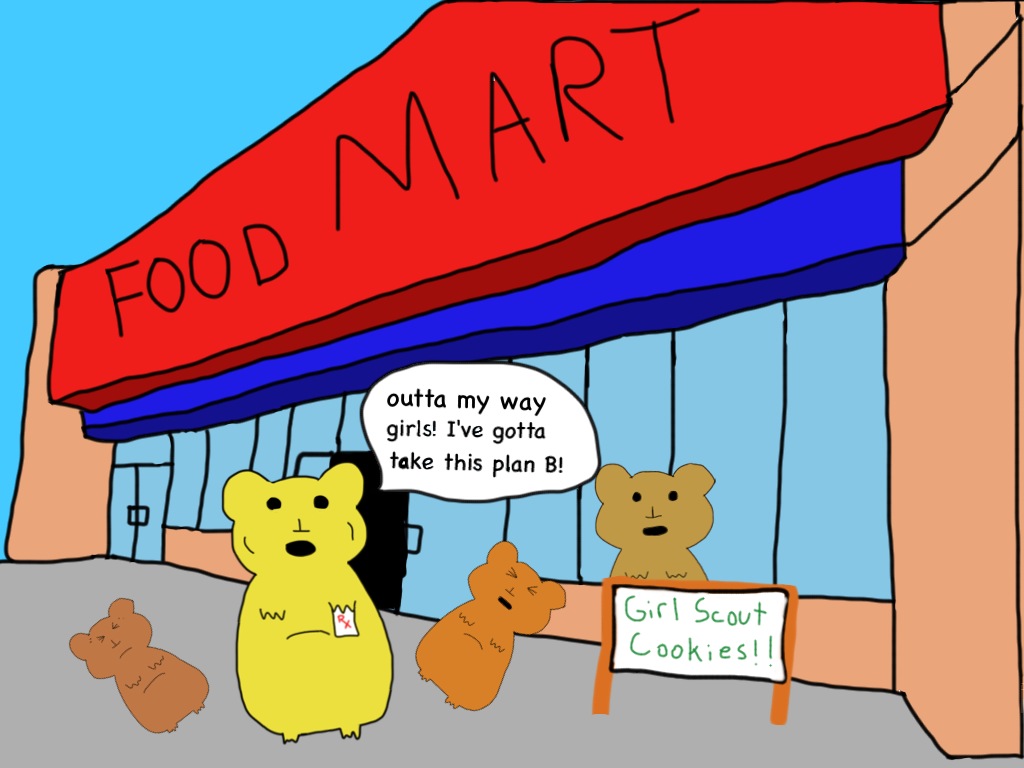 FOOD MART
outta my way
girls! I've gotta
take this plan B!
Rx
Girl Scout
Cookies!!